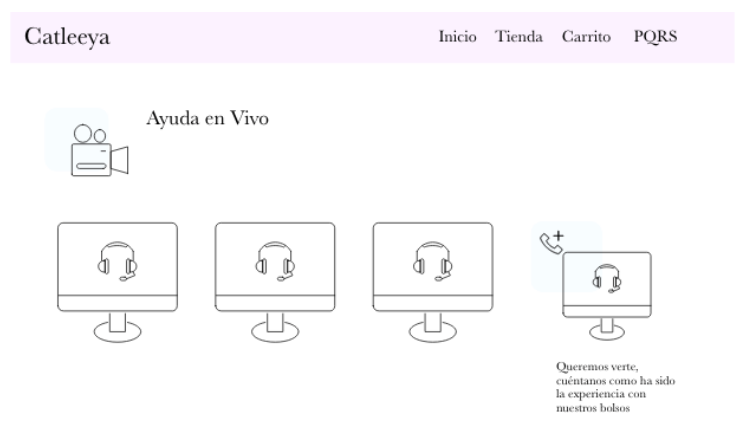 Catleeya
Inicio Tienda Carrito PQRS
Ayuda en Vivo
Queremos verte,
cuéntanos como ha sido
la experiencia con
nuestros bolsos